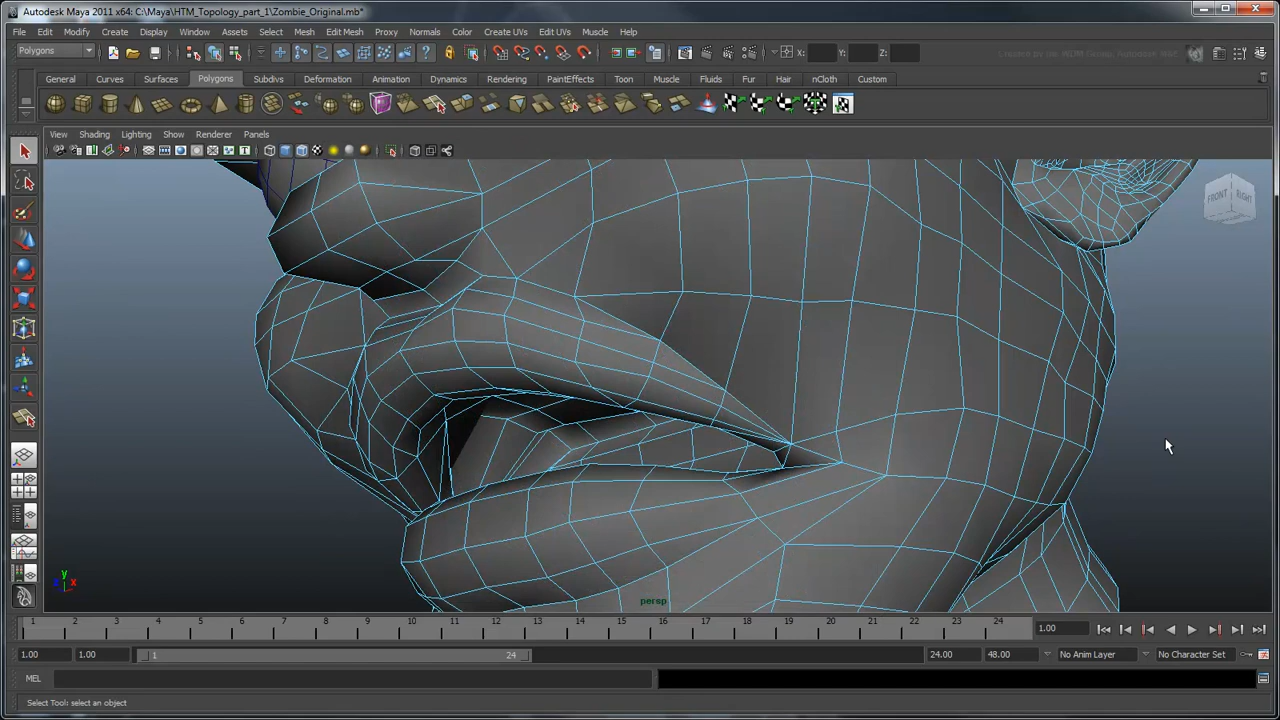 Autodesk Maya 2011 x64: C:\Maya\HTM_Topology_part_1\Zombie_Original.mb*
File Edit Modify Create Display Window Assets Select Mesh Edit Mesh Proxy Normals Color Create UVs Edit UVs Muscle Help
Polygons X: Y: Z:
General Curves Surfaces Polygons Subdivs Deformation Animation Dynamics Rendering PaintEffects Toon Muscle Fluids Fur Hair nCloth Custom
View Shading Lighting Show Renderer Panels
FRONT RIGHT
y
z x
persp
1 2 3 4 5 6 7 8 9 10 11 12 13 14 15 16 17 18 19 20 21 22 23 24 1.00
1.00 1.00 1 24 24.00 48.00 No Anim Layer No Character Set
MEL
Select Tool: select an object